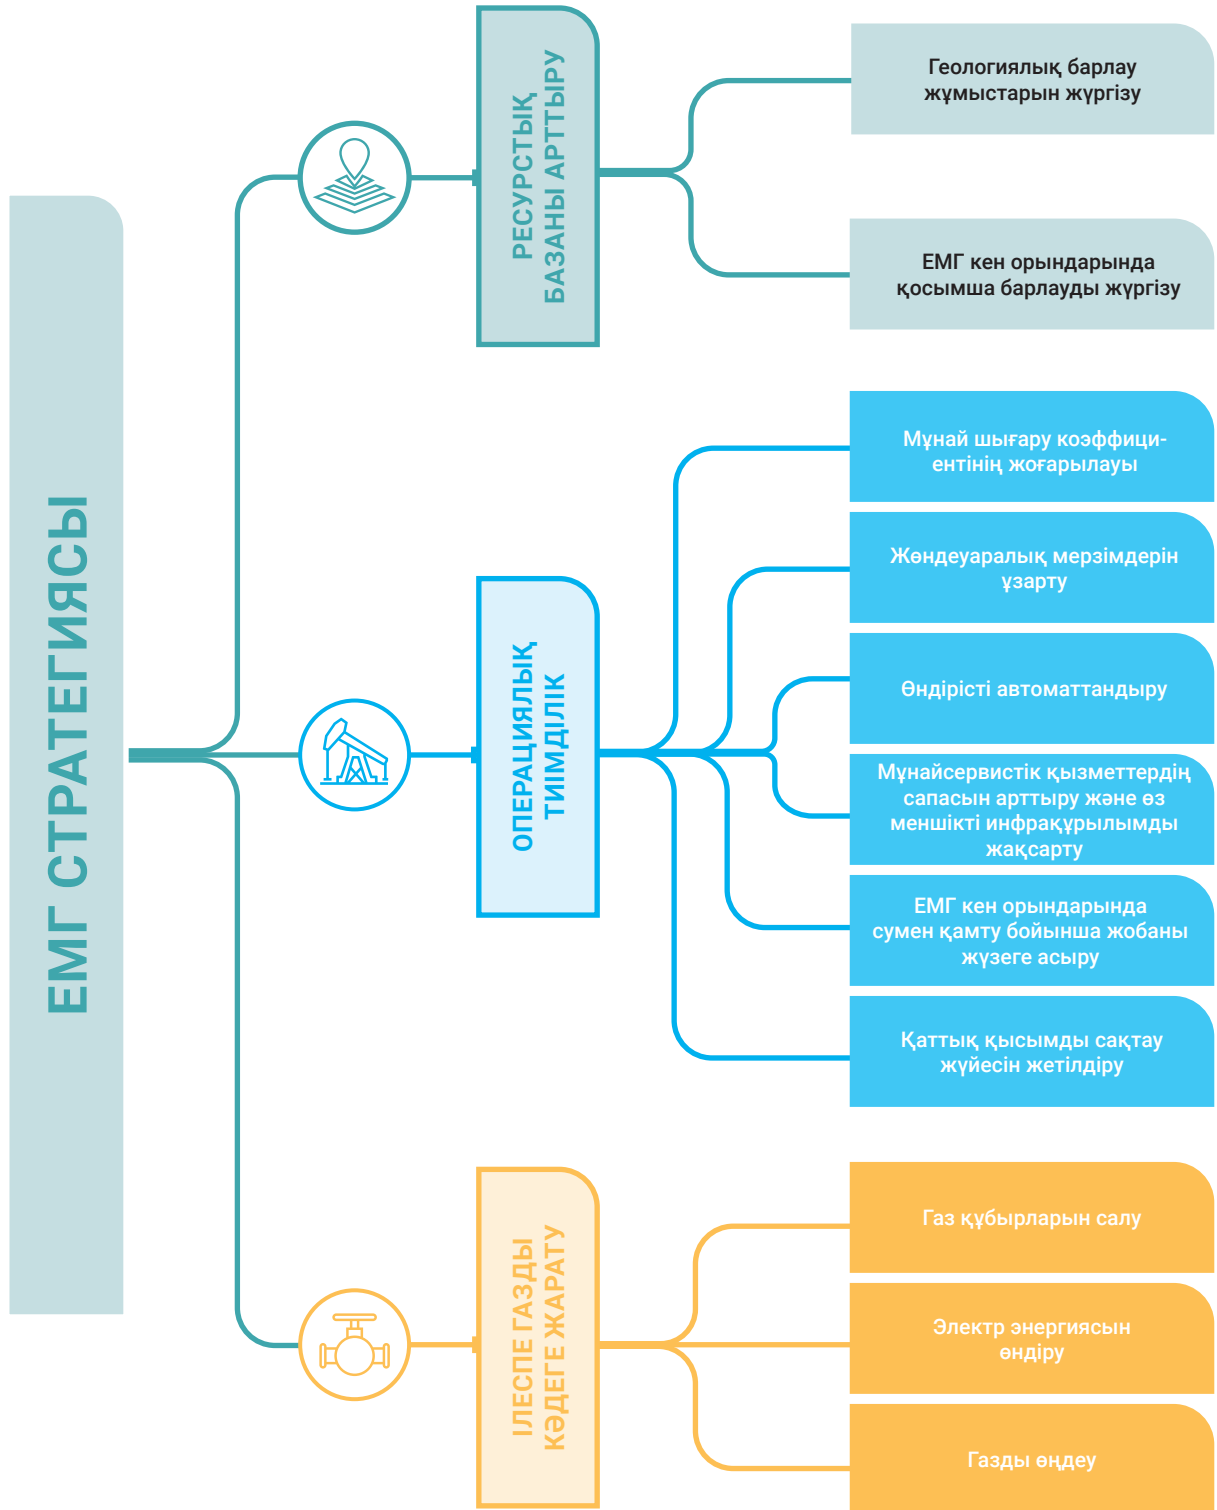 ЕМГ СТРАТЕГИЯСЫ
РЕСУРСТЫҚ
БАЗАНЫ АРТТЫРУ
Геологиялық барлау
жұмыстарын жүргізу
ЕМГ кен орындарында
қосымша барлауды жүргізу
ОПЕРАЦИЯЛЫҚ
ТИІМДІЛІК
Мұнай шығару коэффици-
ентінің жоғарылауы
Жөндеуаралық мерзімдерін
ұзарту
Өндірісті автоматтандыру
Мұнайсервистік қызметтердің
сапасын арттыру және өз
меншікті инфрақұрылымды
жақсарту
ЕМГ кен орындарында
сумен қамту бойынша жобаны
жүзеге асыру
Қаттық қысымды сақтау
жүйесін жетілдіру
ІЛЕСПЕ ГАЗДЫ
КӘДЕГЕ ЖАРАТУ
Газ құбырларын салу
Электр энергиясын
өндіру
Газды өңдеу